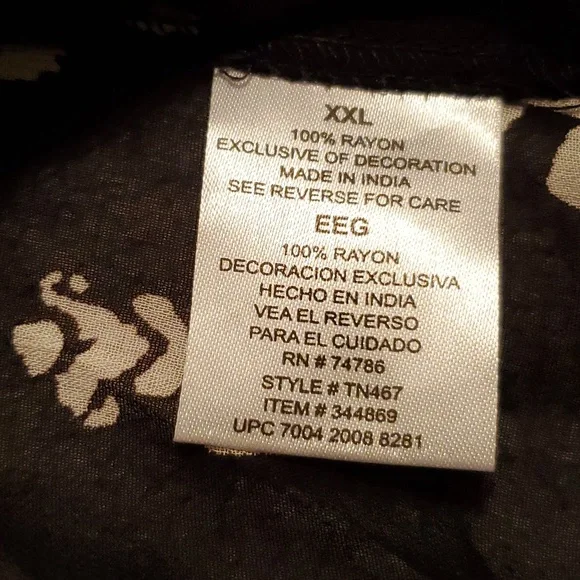 XXL
100% RAYON
EXCLUSIVE OF DECORATION
MADE IN INDIA
SEE REVERSE FOR CARE
EEG
100% RAYON
DECORACION EXCLUSIVA
HECHO EN INDIA
VEA EL REVERSO
PARA EL CUIDADO
RN # 74786
STYLE # TN467
ITEM # 344869
UPC 7004 2008 8281